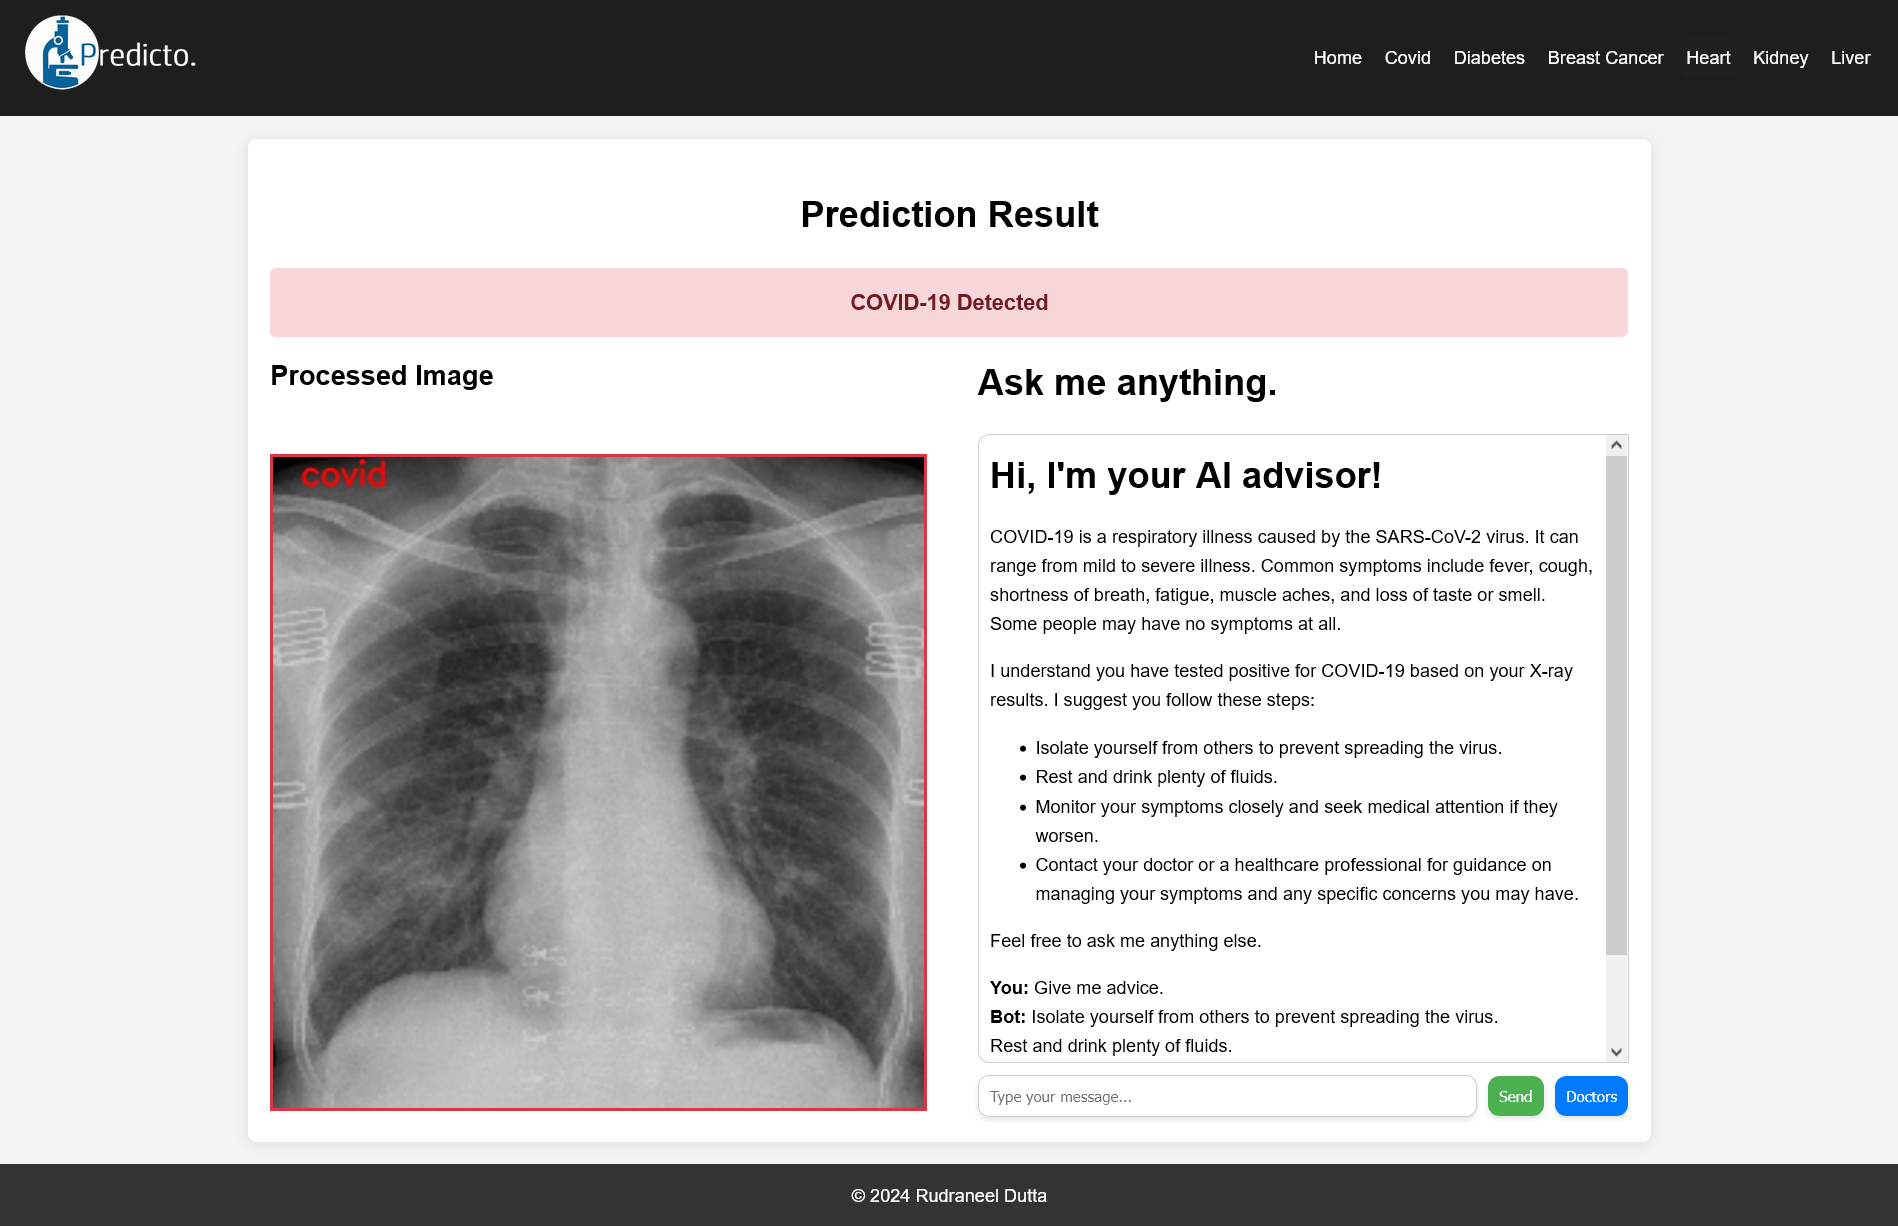 Predicto.
Home Covid Diabetes Breast Cancer Heart Kidney Liver
Prediction Result
COVID-19 Detected
Processed Image
covid
Ask me anything.
Hi, I'm your AI advisor!
COVID-19 is a respiratory illness caused by the SARS-CoV-2 virus. It can
range from mild to severe illness. Common symptoms include fever, cough,
shortness of breath, fatigue, muscle aches, and loss of taste or smell.
Some people may have no symptoms at all.
I understand you have tested positive for COVID-19 based on your X-ray
results. I suggest you follow these steps:
• Isolate yourself from others to prevent spreading the virus.
• Rest and drink plenty of fluids.
• Monitor your symptoms closely and seek medical attention if they
worsen.
• Contact your doctor or a healthcare professional for guidance on
managing your symptoms and any specific concerns you may have.
Feel free to ask me anything else.
You: Give me advice.
Bot: Isolate yourself from others to prevent spreading the virus.
Rest and drink plenty of fluids.
Type your message...
Send
Doctors
© 2024 Rudraneel Dutta